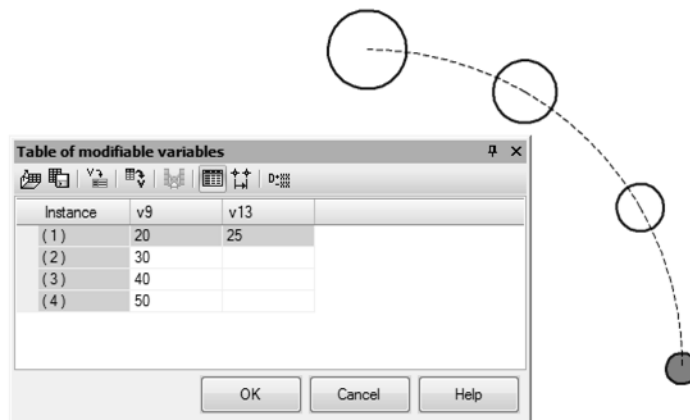 Table of modifiable variables
Instance v9 v13
(1) 20 25
(2) 30
(3) 40
(4) 50
OK Cancel Help